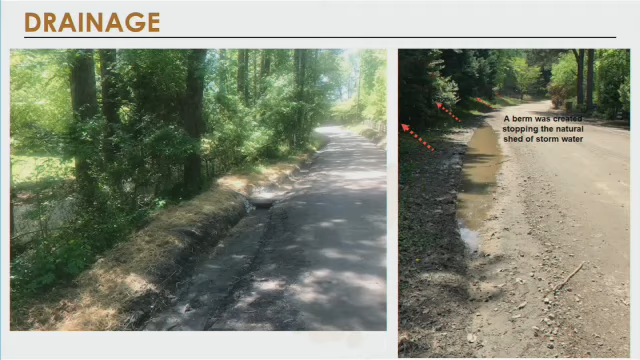 DRAINAGE
A berm was created
stopping the natural
shed of storm water